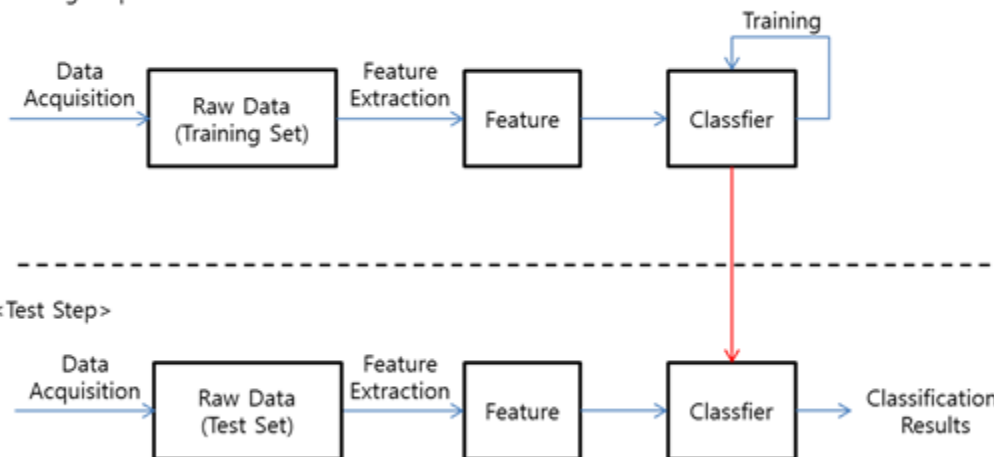 Training
Data
Acquisition
Raw Data
(Training Set)
Feature
Extraction
Feature
Classfier
<Test Step>
Data
Acquisition
Raw Data
(Test Set)
Feature
Extraction
Feature
Classfier
Classification
Results